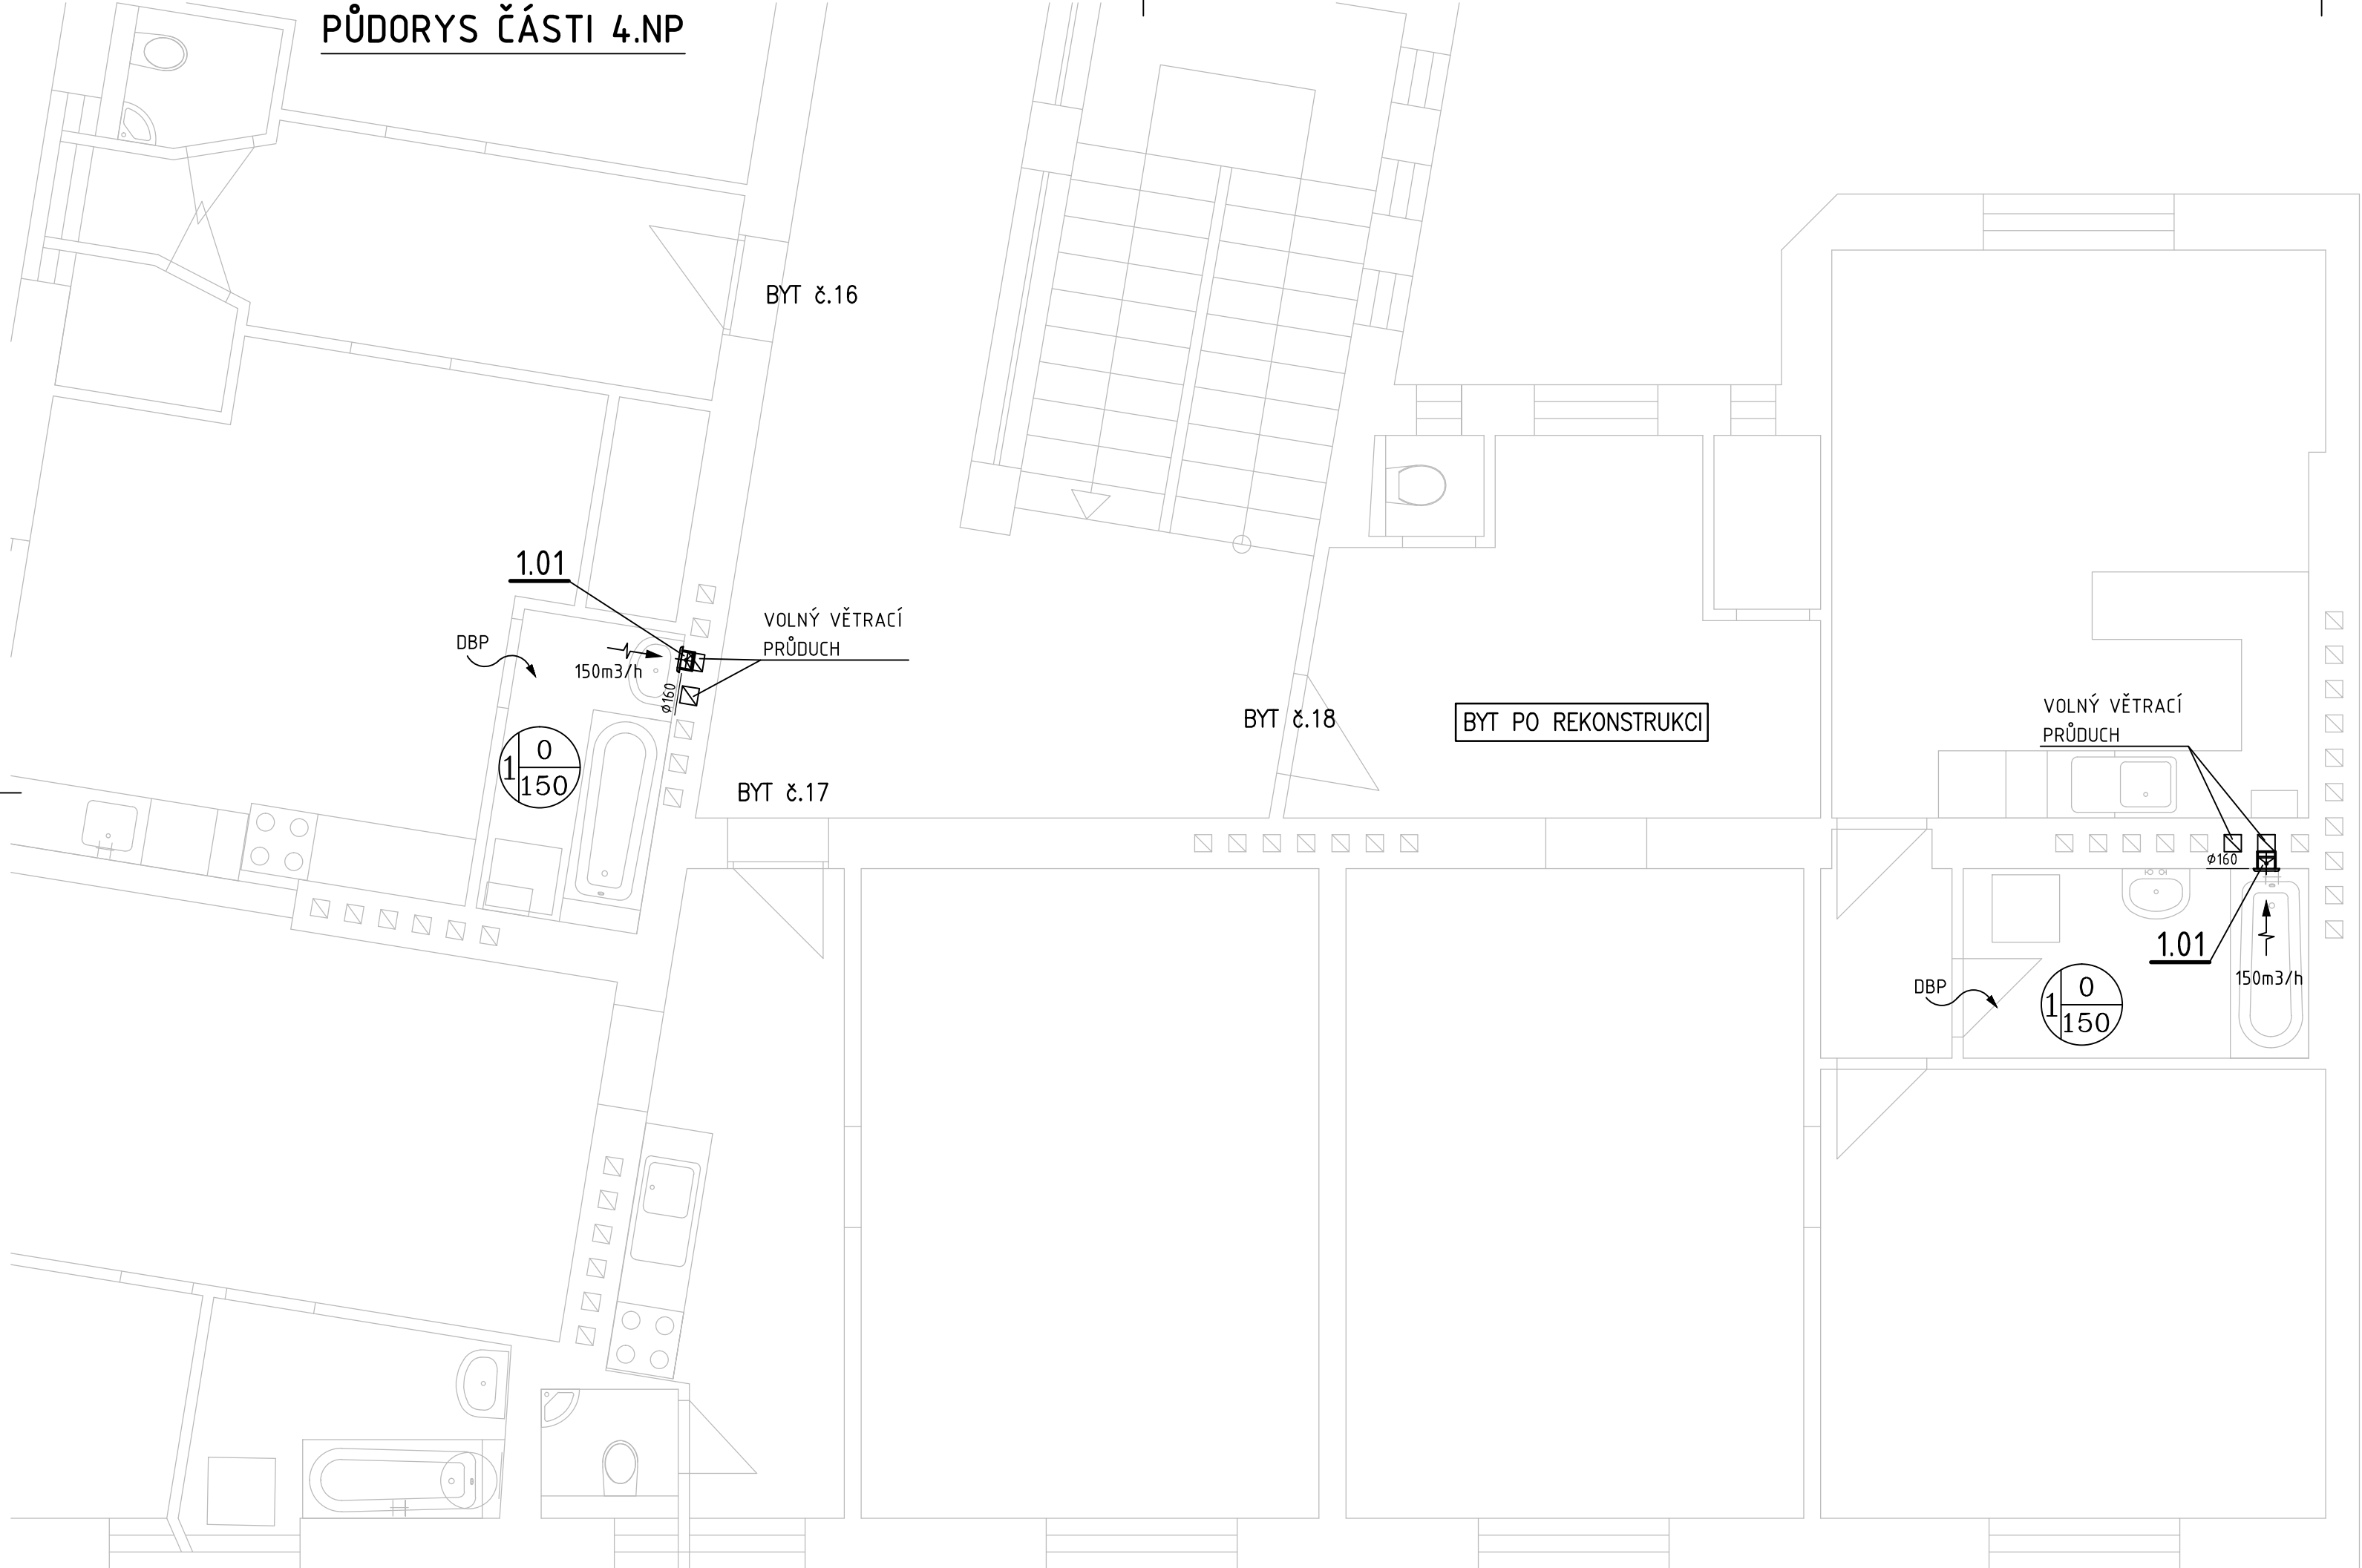 PŮDORYS ČÁSTI 4.NP
BYT č.16
1.01
VOLNÝ VĚTRACÍ
PRŮDUCH
DBP
150m3/h
ø160
1
0
150
BYT č.17
BYT č.18
BYT PO REKONSTRUKCI
VOLNÝ VĚTRACÍ
PRŮDUCH
ø160
1.01
150m3/h
DBP
1
0
150